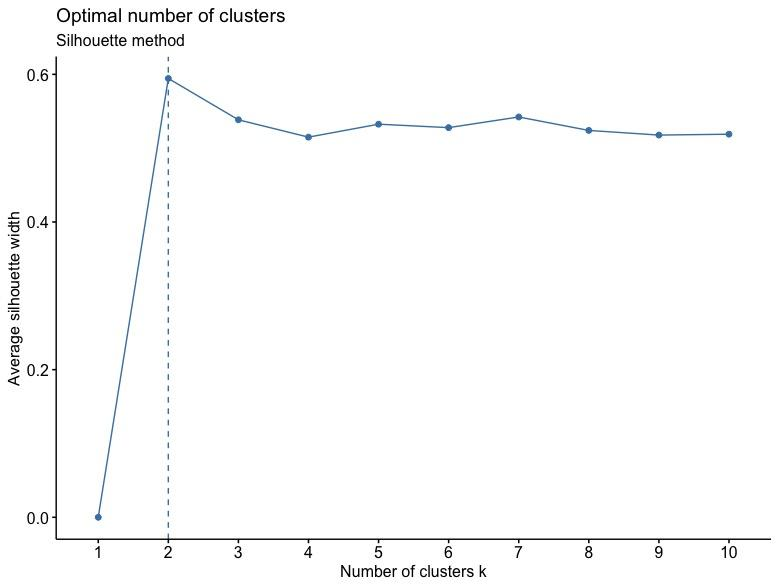 Optimal number of clusters
Silhouette method
Average silhouette width
0.6
0.4
0.2
0.0
1 2 3 4 5 6 7 8 9 10
Number of clusters k